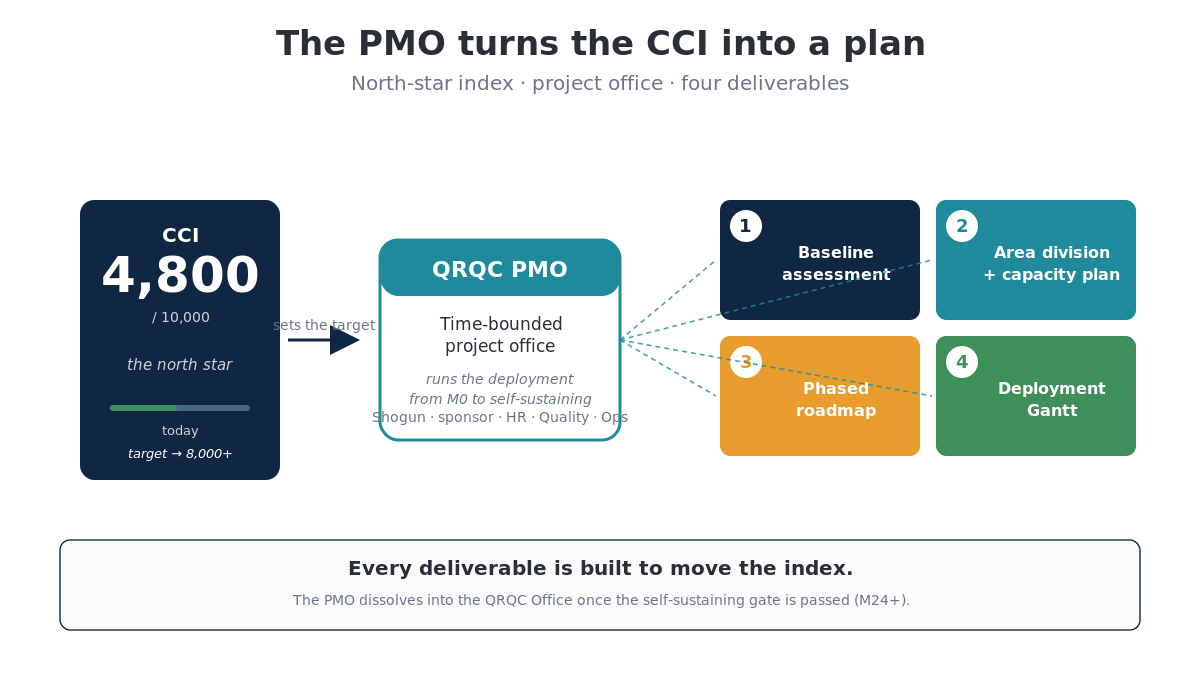 The PMO turns the CCI into a plan
North-star index · project office · four deliverables
CCI
4,800
/ 10,000
the north star
today
target → 8,000+
sets the target
QRQC PMO
Time-bounded
project office
runs the deployment
from M0 to self-sustaining
Shogun · sponsor · HR · Quality · Ops
1
Baseline
assessment
2
Area division
+ capacity plan
3
Phased
roadmap
4
Deployment
Gantt
Every deliverable is built to move the index.
The PMO dissolves into the QRQC Office once the self-sustaining gate is passed (M24+).